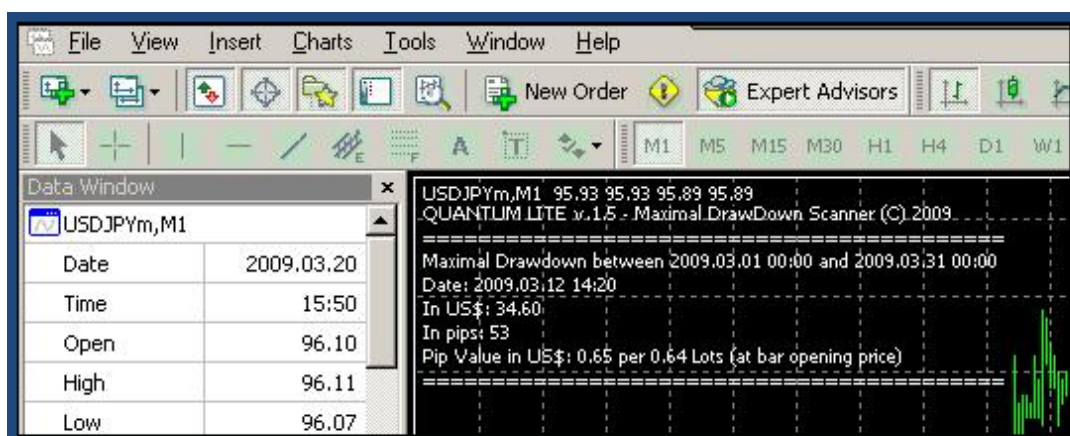 File View Insert Charts Tools Window Help
New Order Expert Advisors
E F A T M1 M5 M15 M30 H1 H4 D1 W1
Data Window x
USDJPYm,M1
Date 2009.03.20
Time 15:50
Open 96.10
High 96.11
Low 96.07
USDJPYm,M1 95.93 95.93 95.89 95.89
QUANTUM LITE v.1.5 - Maximal DrawDown Scanner (C) 2009
==================================================
Maximal Drawdown between 2009.03.01 00:00 and 2009.03.31 00:00
Date: 2009.03.12 14:20
In US$: 34.60
In pips: 53
Pip Value in US$: 0.65 per 0.64 Lots (at bar opening price)
==================================================